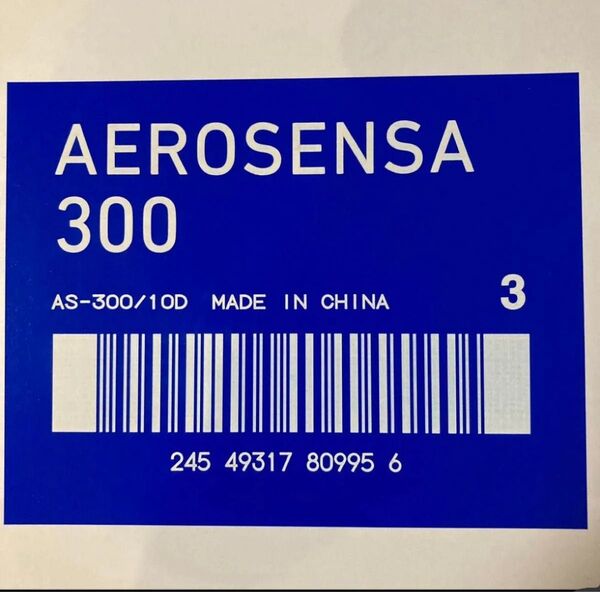 AEROSENSA
300
AS-300/10D MADE IN CHINA 3
245 49317 80995 6